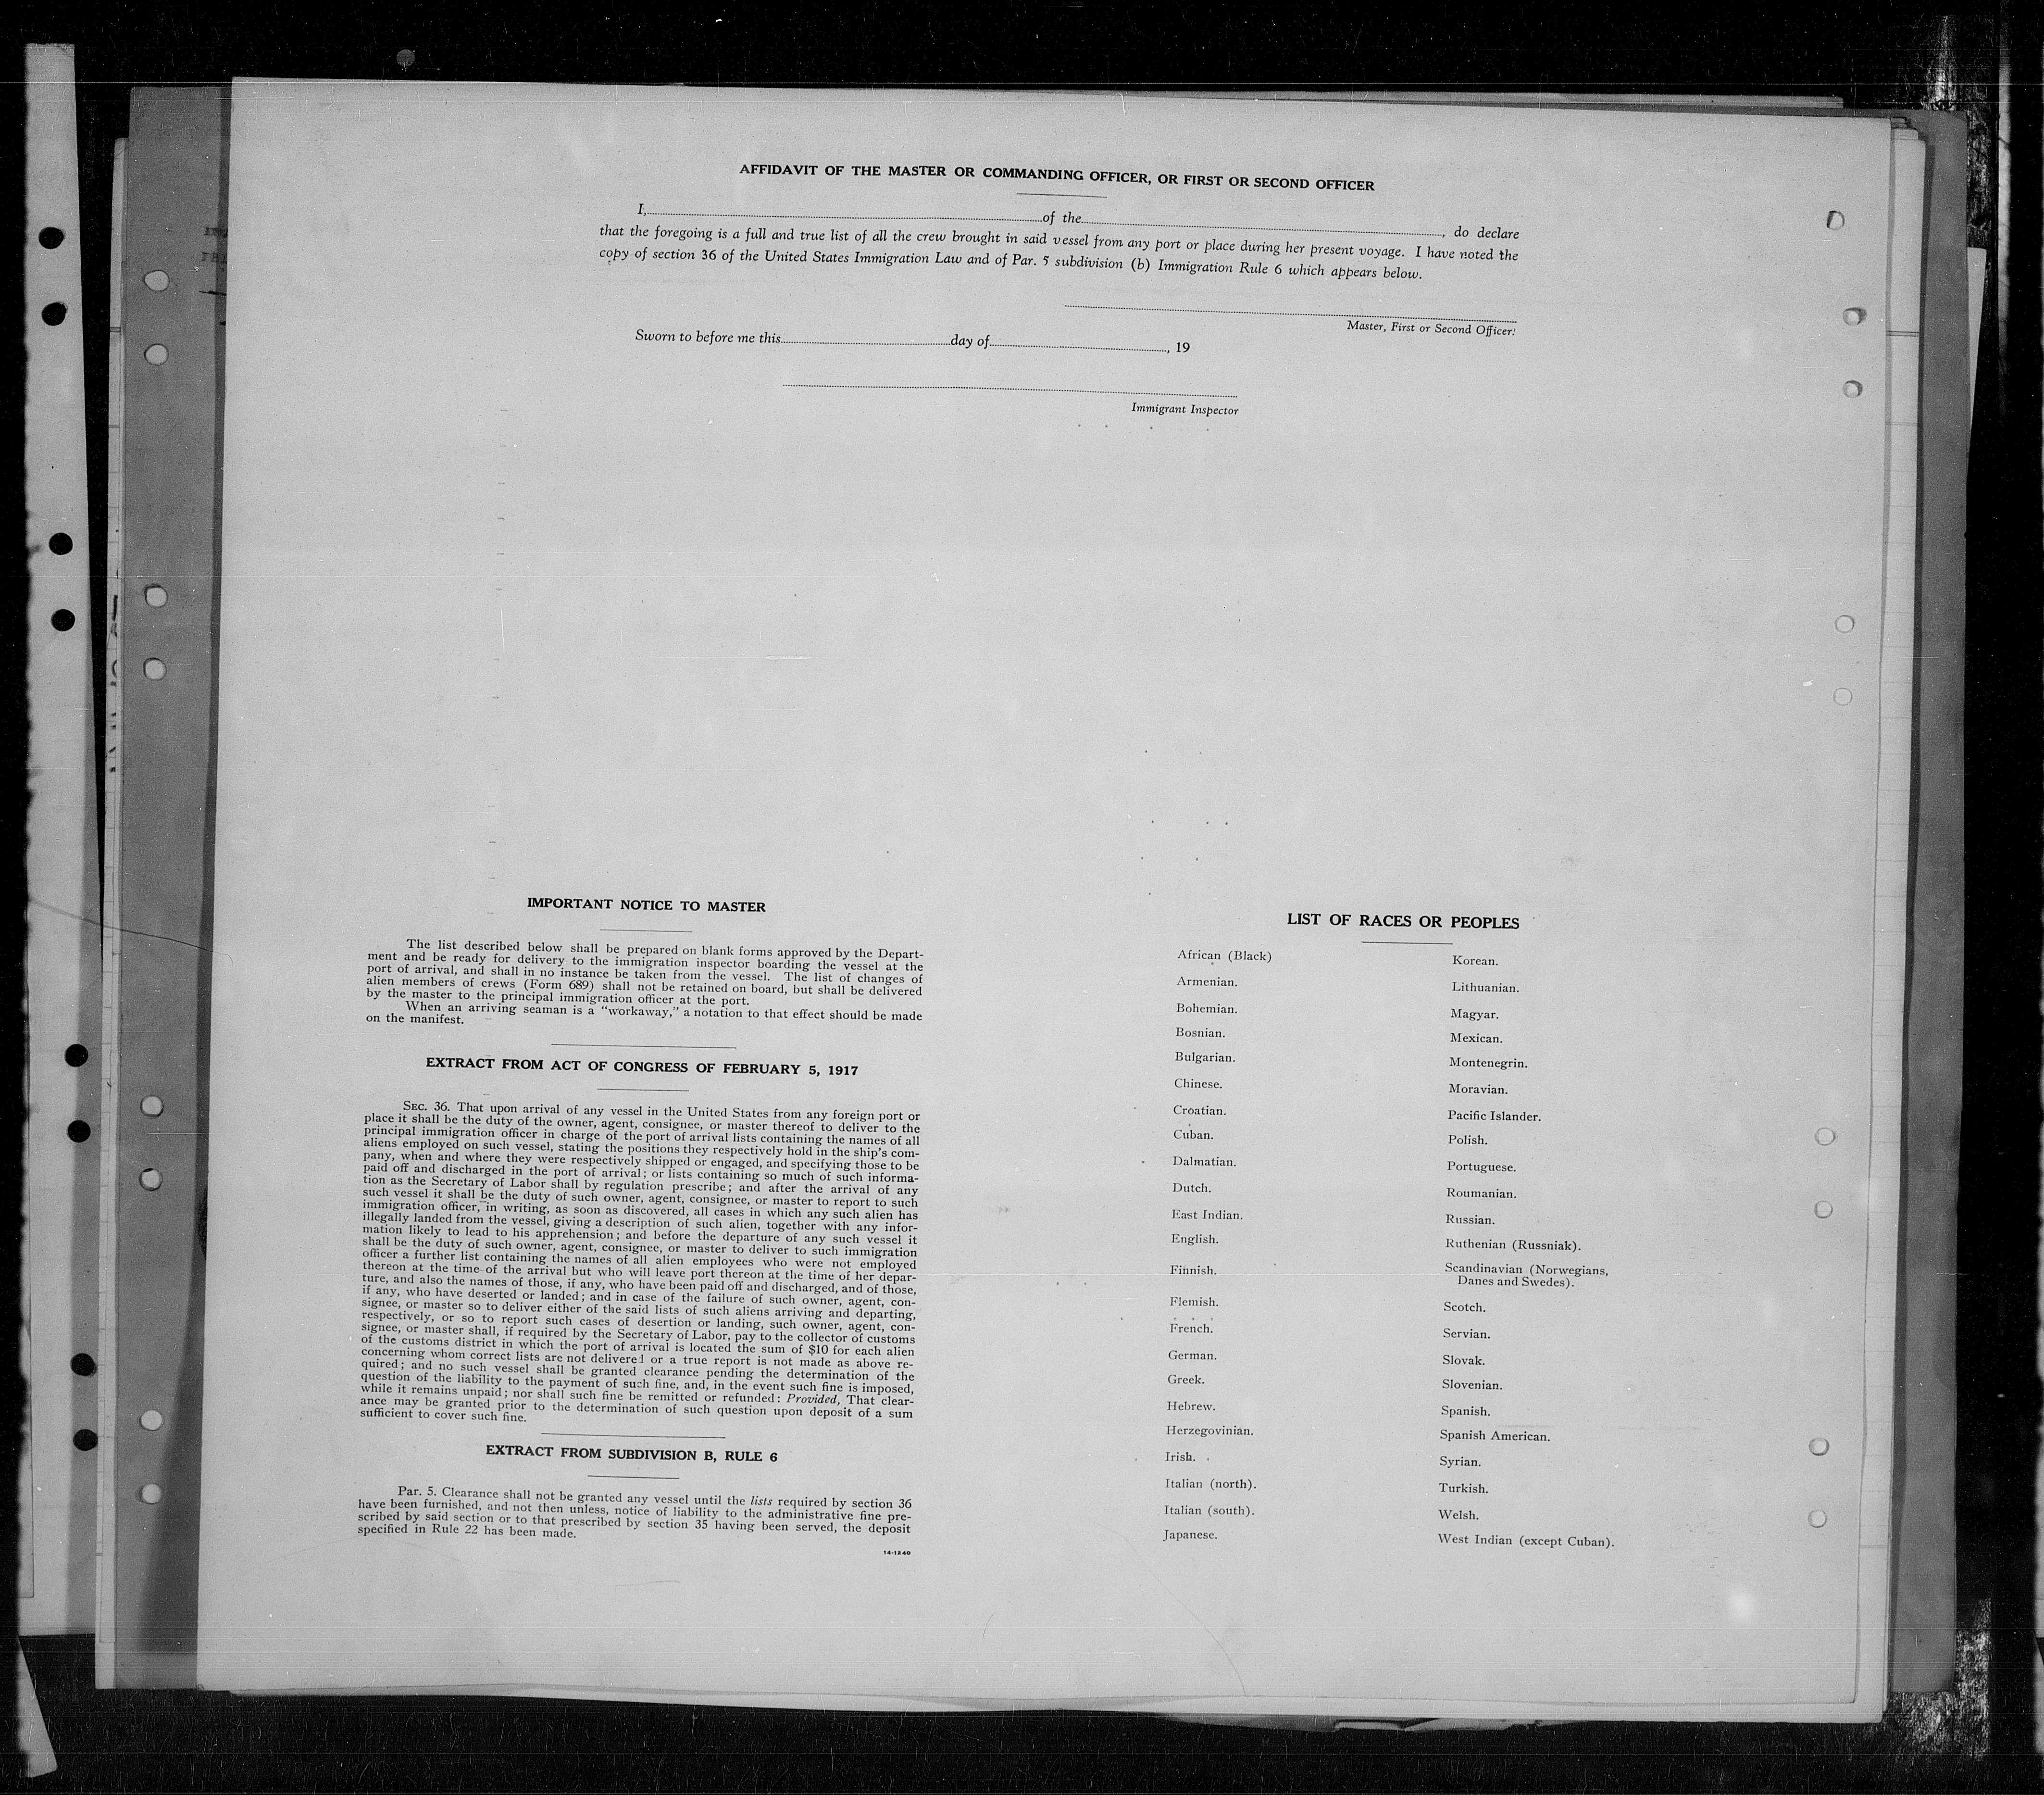 AFFIDAVIT OF THE MASTER OR COMMANDING OFFICER, OR FIRST OR SECOND OFFICER
I, of the , do declare
that the foregoing is a full and true list of all the crew brought in said vessel from any port or place during her present voyage. I have noted the
copy of section 36 of the United States Immigration Law and of Par. 5 subdivision (b) Immigration Rule 6 which appears below.
Master, First or Second Officer.
Sworn to before me this day of , 19
Immigrant Inspector
IMPORTANT NOTICE TO MASTER
The list described below shall be prepared on blank forms approved by the Depart-
ment and be ready for delivery to the immigration inspector boarding the vessel at the
port of arrival, and shall in no instance be taken from the vessel. The list of changes of
alien members of crews (Form 689) shall not be retained on board, but shall be delivered
by the master to the principal immigration officer at the port.
When an arriving seaman is a "workaway," a notation to that effect should be made
on the manifest.
EXTRACT FROM ACT OF CONGRESS OF FEBRUARY 5, 1917
SEC. 36. That upon arrival of any vessel in the United States from any foreign port or
place it shall be the duty of the owner, agent, consignee, or master thereof to deliver to the
principal immigration officer in charge of the port of arrival lists containing the names of all
aliens employed on such vessel, stating the positions they respectively hold in the ship's com-
pany, when and where they were respectively shipped or engaged, and specifying those to be
paid off and discharged in the port of arrival; or lists containing so much of such informa-
tion as the Secretary of Labor shall by regulation prescribe; and after the arrival of any
such vessel it shall be the duty of such owner, agent, consignee, or master to report to such
immigration officer, in writing, as soon as discovered, all cases in which any such alien has
illegally landed from the vessel, giving a description of such alien, together with any infor-
mation likely to lead to his apprehension; and before the departure of any such vessel it
shall be the duty of such owner, agent, consignee, or master to deliver to such immigration
officer a further list containing the names of all alien employees who were not employed
thereon at the time of the arrival but who will leave port thereon at the time of her depar-
ture, and also the names of those, if any, who have been paid off and discharged, and of those,
if any, who have deserted or landed; and in case of the failure of such owner, agent, con-
signee, or master so to deliver either of the said lists of such aliens arriving and departing,
respectively, or so to report such cases of desertion or landing, such owner, agent, con-
signee, or master shall, if required by the Secretary of Labor, pay to the collector of customs
of the customs district in which the port of arrival is located the sum of $10 for each alien
concerning whom correct lists are not delivered or a true report is not made as above re-
quired; and no such vessel shall be granted clearance pending the determination of the
question of the liability to the payment of such fine, and, in the event such fine is imposed,
while it remains unpaid; nor shall such fine be remitted or refunded: Provided, That clear-
ance may be granted prior to the determination of such question upon deposit of a sum
sufficient to cover such fine.
EXTRACT FROM SUBDIVISION B, RULE 6
Par. 5. Clearance shall not be granted any vessel until the lists required by section 36
have been furnished, and not then unless, notice of liability to the administrative fine pre-
scribed by said section or to that prescribed by section 35 having been served, the deposit
specified in Rule 22 has been made.
14-1240
LIST OF RACES OR PEOPLES
African (Black)
Armenian.
Bohemian.
Bosnian.
Bulgarian.
Chinese.
Croatian.
Cuban.
Dalmatian.
Dutch.
East Indian.
English.
Finnish.
Flemish.
French.
German.
Greek.
Hebrew.
Herzegovinian.
Irish.
Italian (north).
Italian (south).
Japanese.
Korean.
Lithuanian.
Magyar.
Mexican.
Montenegrin.
Moravian.
Pacific Islander.
Polish.
Portuguese.
Roumanian.
Russian.
Ruthenian (Russniak).
Scandinavian (Norwegians,
Danes and Swedes).
Scotch.
Servian.
Slovak.
Slovenian.
Spanish.
Spanish American.
Syrian.
Turkish.
Welsh.
West Indian (except Cuban).